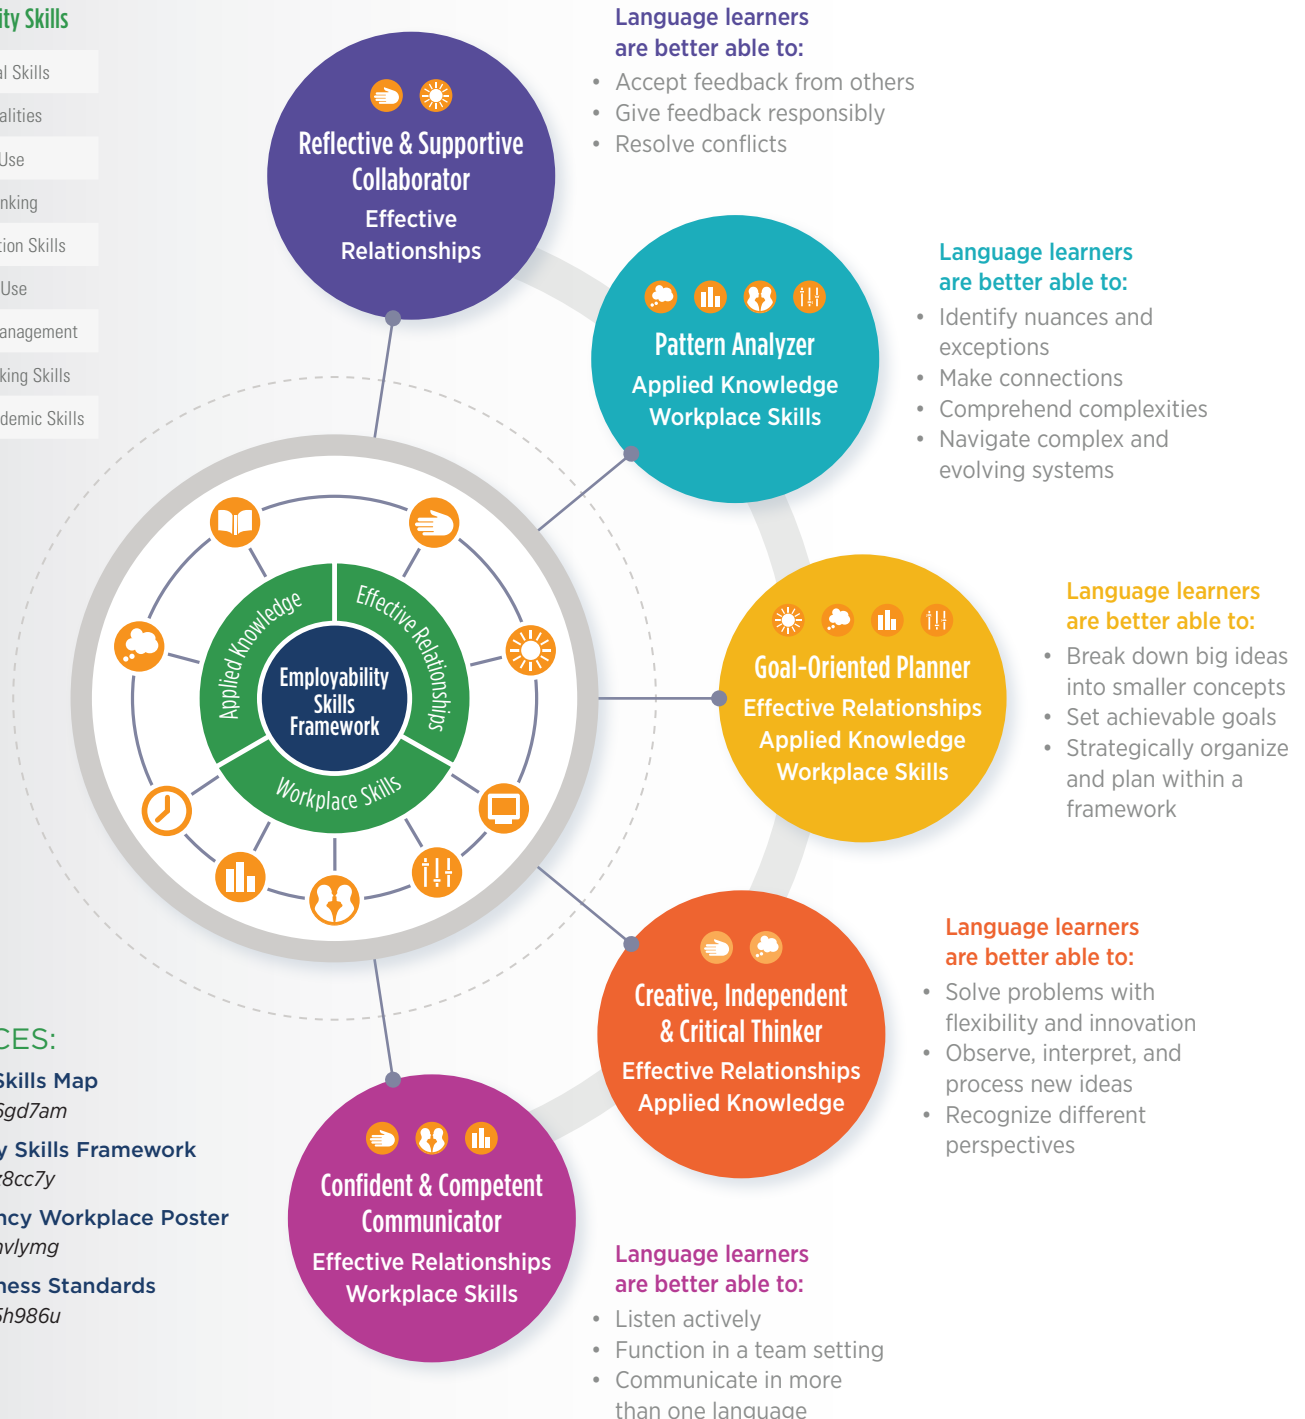 ity Skills
al Skills
alities
Use
nking
tion Skills
Use
anagement
king Skills
demic Skills
Language learners
are better able to:
• Accept feedback from others
• Give feedback responsibly
• Resolve conflicts
Reflective & Supportive
Collaborator
Effective
Relationships
Language learners
are better able to:
• Identify nuances and
exceptions
• Make connections
• Comprehend complexities
• Navigate complex and
evolving systems
Pattern Analyzer
Applied Knowledge
Workplace Skills
Applied Knowledge
Effective Relationships
Workplace Skills
Employability
Skills
Framework
Language learners
are better able to:
• Break down big ideas
into smaller concepts
• Set achievable goals
• Strategically organize
and plan within a
framework
Goal-Oriented Planner
Effective Relationships
Applied Knowledge
Workplace Skills
Language learners
are better able to:
• Solve problems with
flexibility and innovation
• Observe, interpret, and
process new ideas
• Recognize different
perspectives
Creative, Independent
& Critical Thinker
Effective Relationships
Applied Knowledge
CES:
Skills Map
6gd7am
y Skills Framework
z8cc7y
ncy Workplace Poster
nvlymg
ness Standards
5h986u
Confident & Competent
Communicator
Effective Relationships
Workplace Skills
Language learners
are better able to:
• Listen actively
• Function in a team setting
• Communicate in more
than one language